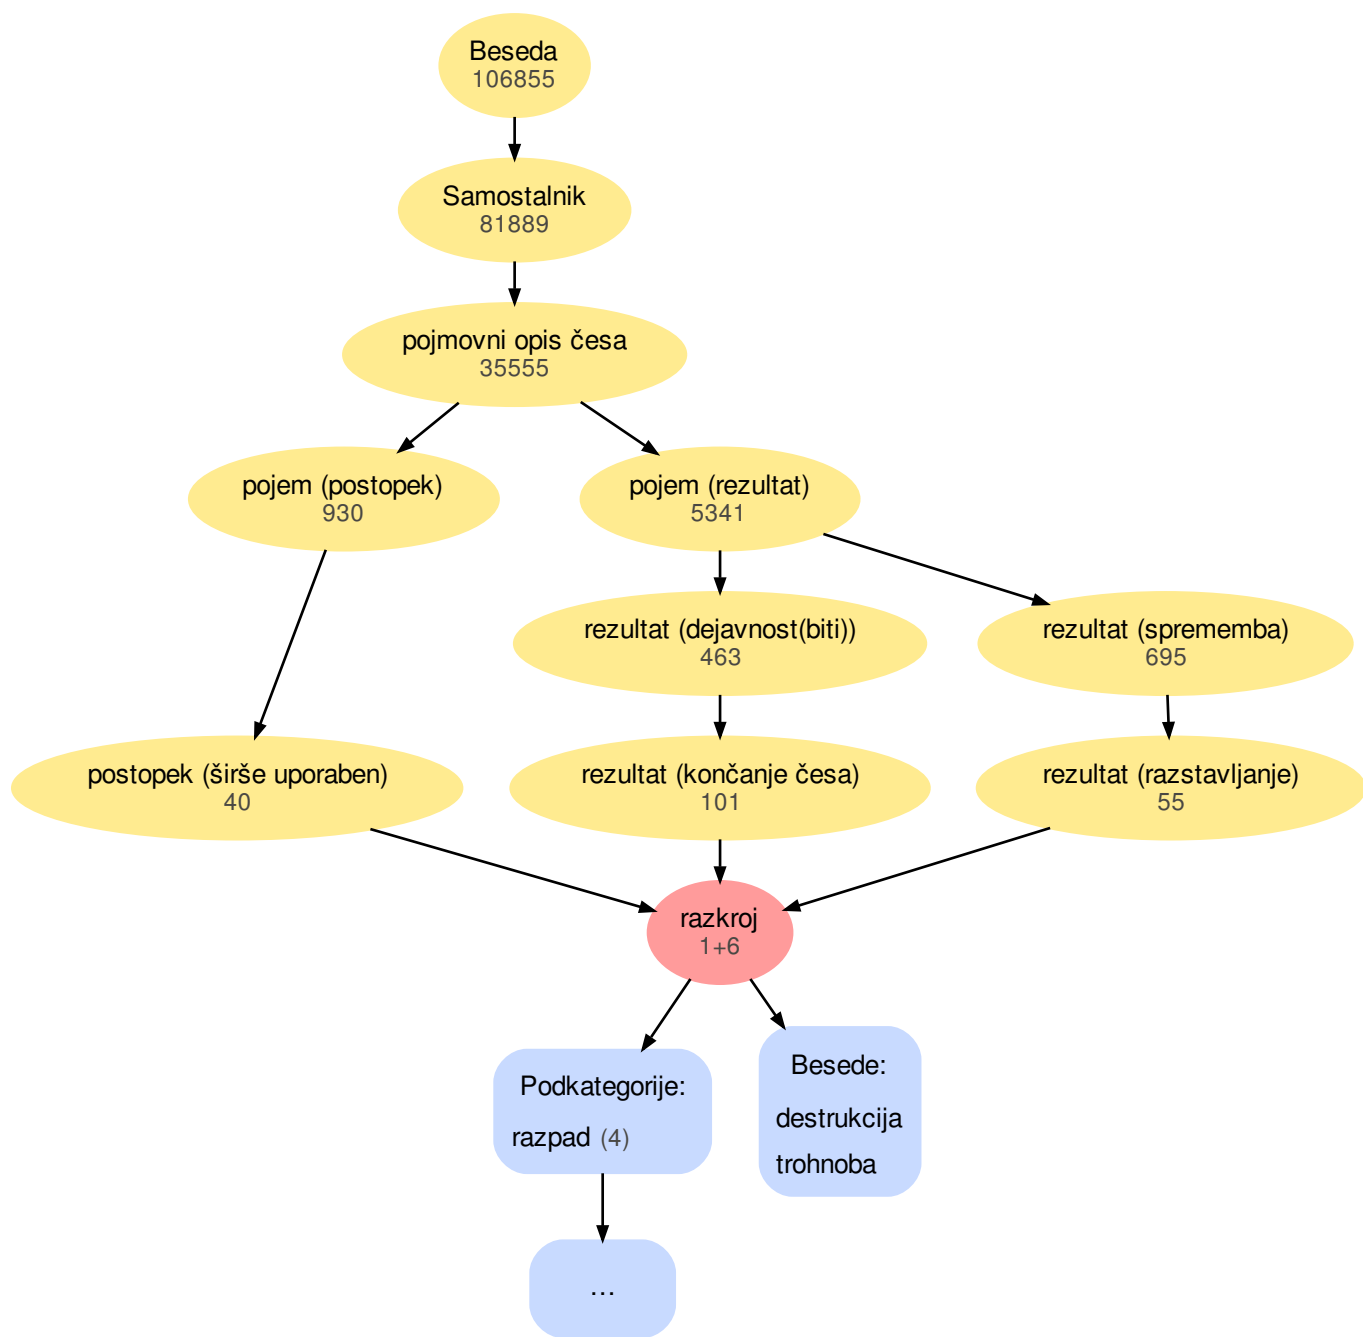 Beseda
106855
Samostalnik
81889
pojmovni opis česa
35555
pojem (postopek)
930
pojem (rezultat)
5341
rezultat (dejavnost(biti))
463
rezultat (sprememba)
695
postopek (širše uporaben)
40
rezultat (končanje česa)
101
rezultat (razstavljanje)
55
razkroj
1+6
Podkategorije:
razpad (4)
Besede:
destrukcija
trohnoba
...